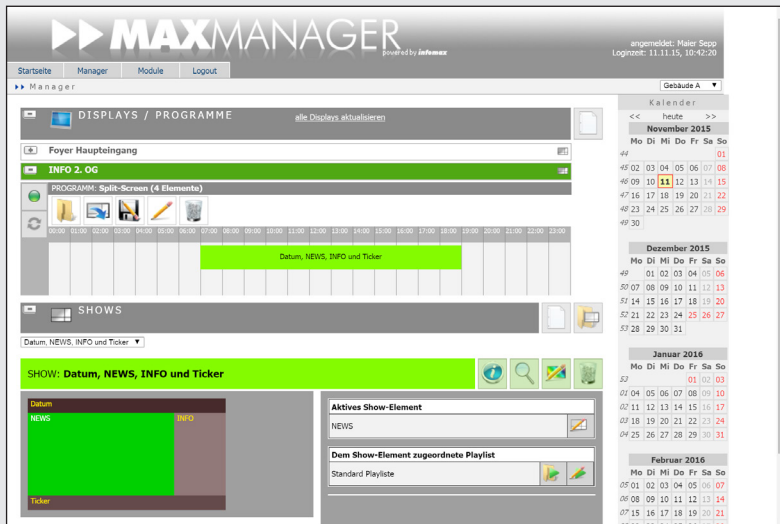 MAXMANAGER
powered by infomax
angemeldet: Maier Sepp
Loginzeit: 11.11.15, 10:42:20
Startseite Manager Module Logout
Manager
Gebäude A
DISPLAYS / PROGRAMME alle Displays aktualisieren
Foyer Haupteingang
INFO 2. OG
PROGRAMM: Split-Screen (4 Elemente)
00:00 01:00 02:00 03:00 04:00 05:00 06:00 07:00 08:00 09:00 10:00 11:00 12:00 13:00 14:00 15:00 16:00 17:00 18:00 19:00 20:00 21:00 22:00 23:00
Datum, NEWS, INFO und Ticker
SHOWS
Datum, NEWS, INFO und Ticker
SHOW: Datum, NEWS, INFO und Ticker
Datum
NEWS INFO
Ticker
Aktives Show-Element
NEWS
Dem Show-Element zugeordnete Playlist
Standard Playliste
Kalender
<< heute >>
November 2015
Mo Di Mi Do Fr Sa So
44 01
45 02 03 04 05 06 07 08
46 09 10 11 12 13 14 15
47 16 17 18 19 20 21 22
48 23 24 25 26 27 28 29
49 30
Dezember 2015
Mo Di Mi Do Fr Sa So
49 01 02 03 04 05 06
50 07 08 09 10 11 12 13
51 14 15 16 17 18 19 20
52 21 22 23 24 25 26 27
53 28 29 30 31
Januar 2016
Mo Di Mi Do Fr Sa So
53 01 02 03
01 04 05 06 07 08 09 10
02 11 12 13 14 15 16 17
03 18 19 20 21 22 23 24
04 25 26 27 28 29 30 31
Februar 2016
Mo Di Mi Do Fr Sa So
05 01 02 03 04 05 06 07
06 08 09 10 11 12 13 14
07 15 16 17 18 19 20 21